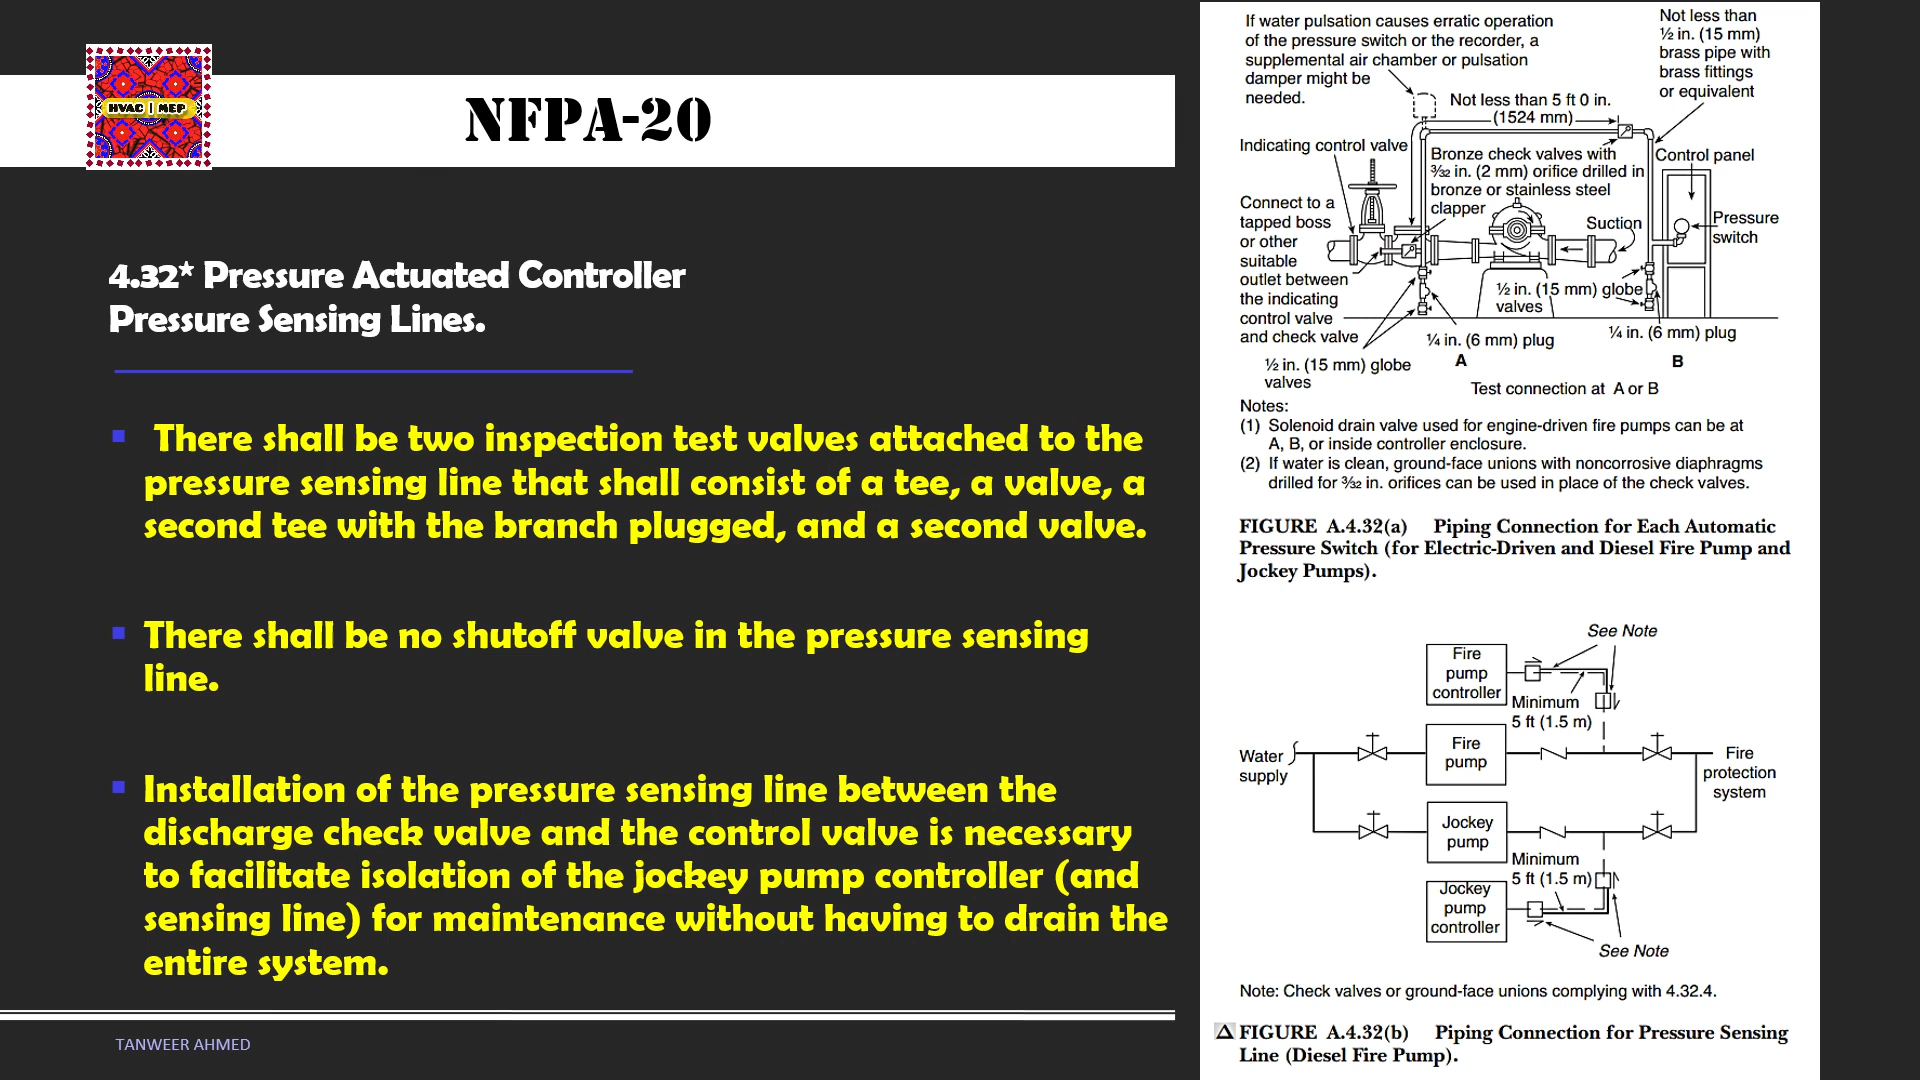 HVAC | MEP
NFPA-20
4.32* Pressure Actuated Controller
Pressure Sensing Lines.
There shall be two inspection test valves attached to the
pressure sensing line that shall consist of a tee, a valve, a
second tee with the branch plugged, and a second valve.
There shall be no shutoff valve in the pressure sensing
line.
Installation of the pressure sensing line between the
discharge check valve and the control valve is necessary
to facilitate isolation of the jockey pump controller (and
sensing line) for maintenance without having to drain the
entire system.
TANWEER AHMED
If water pulsation causes erratic operation
of the pressure switch or the recorder, a
supplemental air chamber or pulsation
damper might be
needed.
Not less than
½ in. (15 mm)
brass pipe with
brass fittings
or equivalent
Not less than 5 ft 0 in.
(1524 mm)
Indicating control valve
Bronze check valves with
3⁄32 in. (2 mm) orifice drilled in
bronze or stainless steel
clapper
Control panel
Connect to a
tapped boss
or other
suitable
outlet between
the indicating
control valve
and check valve
Suction
Pressure
switch
½ in. (15 mm) globe
valves
¼ in. (6 mm) plug
¼ in. (6 mm) plug
½ in. (15 mm) globe
valves
A
B
Test connection at A or B
Notes:
(1) Solenoid drain valve used for engine-driven fire pumps can be at
A, B, or inside controller enclosure.
(2) If water is clean, ground-face unions with noncorrosive diaphragms
drilled for 3⁄32 in. orifices can be used in place of the check valves.
FIGURE A.4.32(a) Piping Connection for Each Automatic
Pressure Switch (for Electric-Driven and Diesel Fire Pump and
Jockey Pumps).
See Note
Fire
pump
controller
Minimum
5 ft (1.5 m)
Water
supply
Fire
pump
Fire
protection
system
Jockey
pump
Minimum
5 ft (1.5 m)
Jockey
pump
controller
See Note
Note: Check valves or ground-face unions complying with 4.32.4.
Δ FIGURE A.4.32(b) Piping Connection for Pressure Sensing
Line (Diesel Fire Pump).